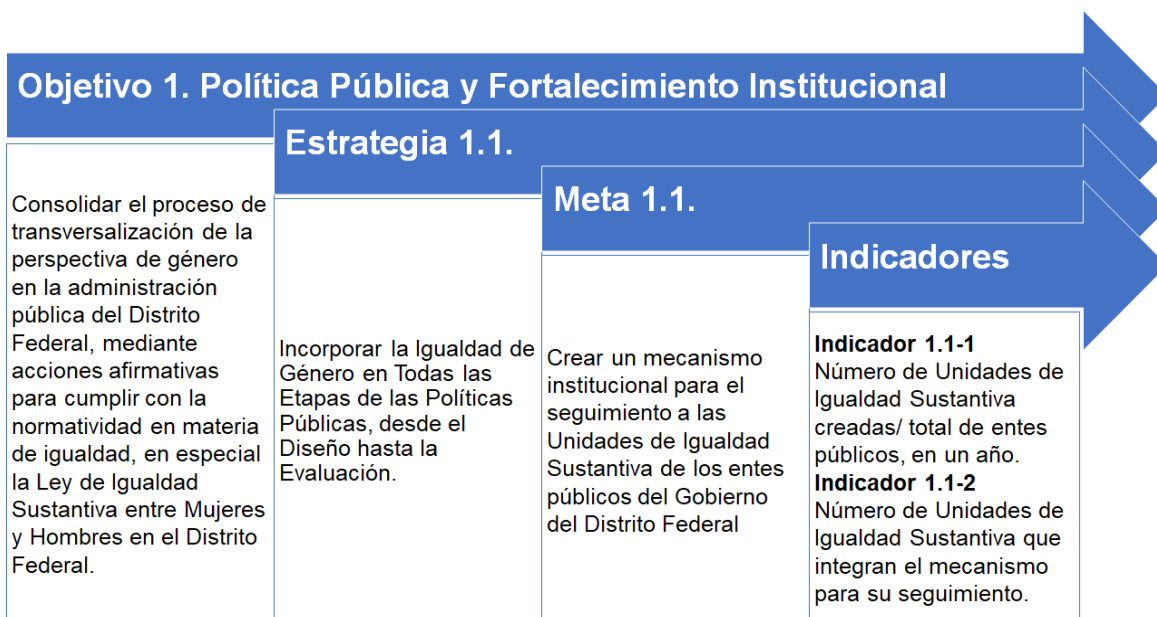 Objetivo 1. Política Pública y Fortalecimiento Institucional
Consolidar el proceso de
transversalización de la
perspectiva de género
en la administración
pública del Distrito
Federal, mediante
acciones afirmativas
para cumplir con la
normatividad en materia
de igualdad, en especial
la Ley de Igualdad
Sustantiva entre Mujeres
y Hombres en el Distrito
Federal.
Estrategia 1.1.
Incorporar la Igualdad de
Género en Todas las
Etapas de las Políticas
Públicas, desde el
Diseño hasta la
Evaluación.
Meta 1.1.
Crear un mecanismo
institucional para el
seguimiento a las
Unidades de Igualdad
Sustantiva de los entes
públicos del Gobierno
del Distrito Federal
Indicadores
Indicador 1.1-1
Número de Unidades de
Igualdad Sustantiva
creadas/ total de entes
públicos, en un año.
Indicador 1.1-2
Número de Unidades de
Igualdad Sustantiva que
integran el mecanismo
para su seguimiento.